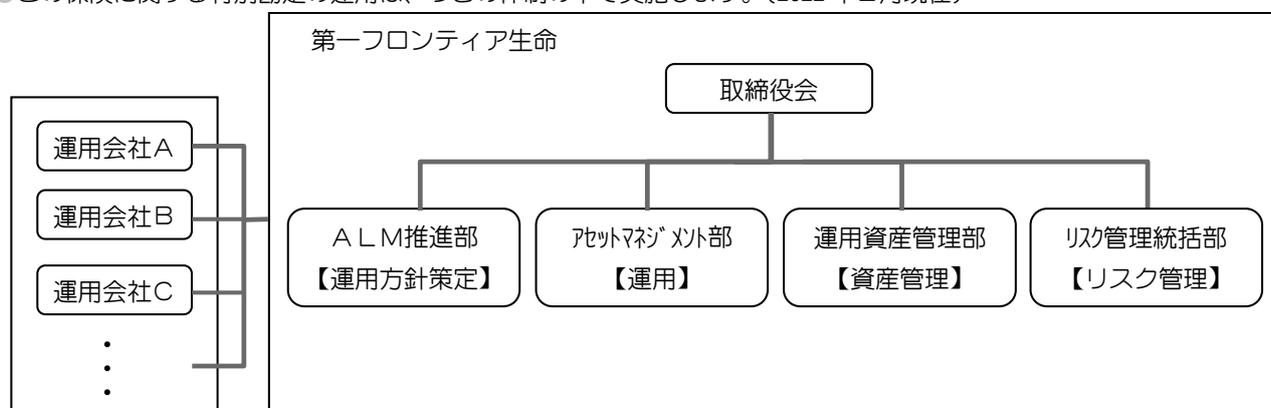 第一フロンティア生命
取締役会
運用会社A
運用会社B
運用会社C
・
・
・
ALM推進部
【運用方針策定】
ｱｾｯﾄﾏﾈｼﾞﾒﾝﾄ部
【運用】
運用資産管理部
【資産管理】
ﾘｽｸ管理統括部
【リスク管理】